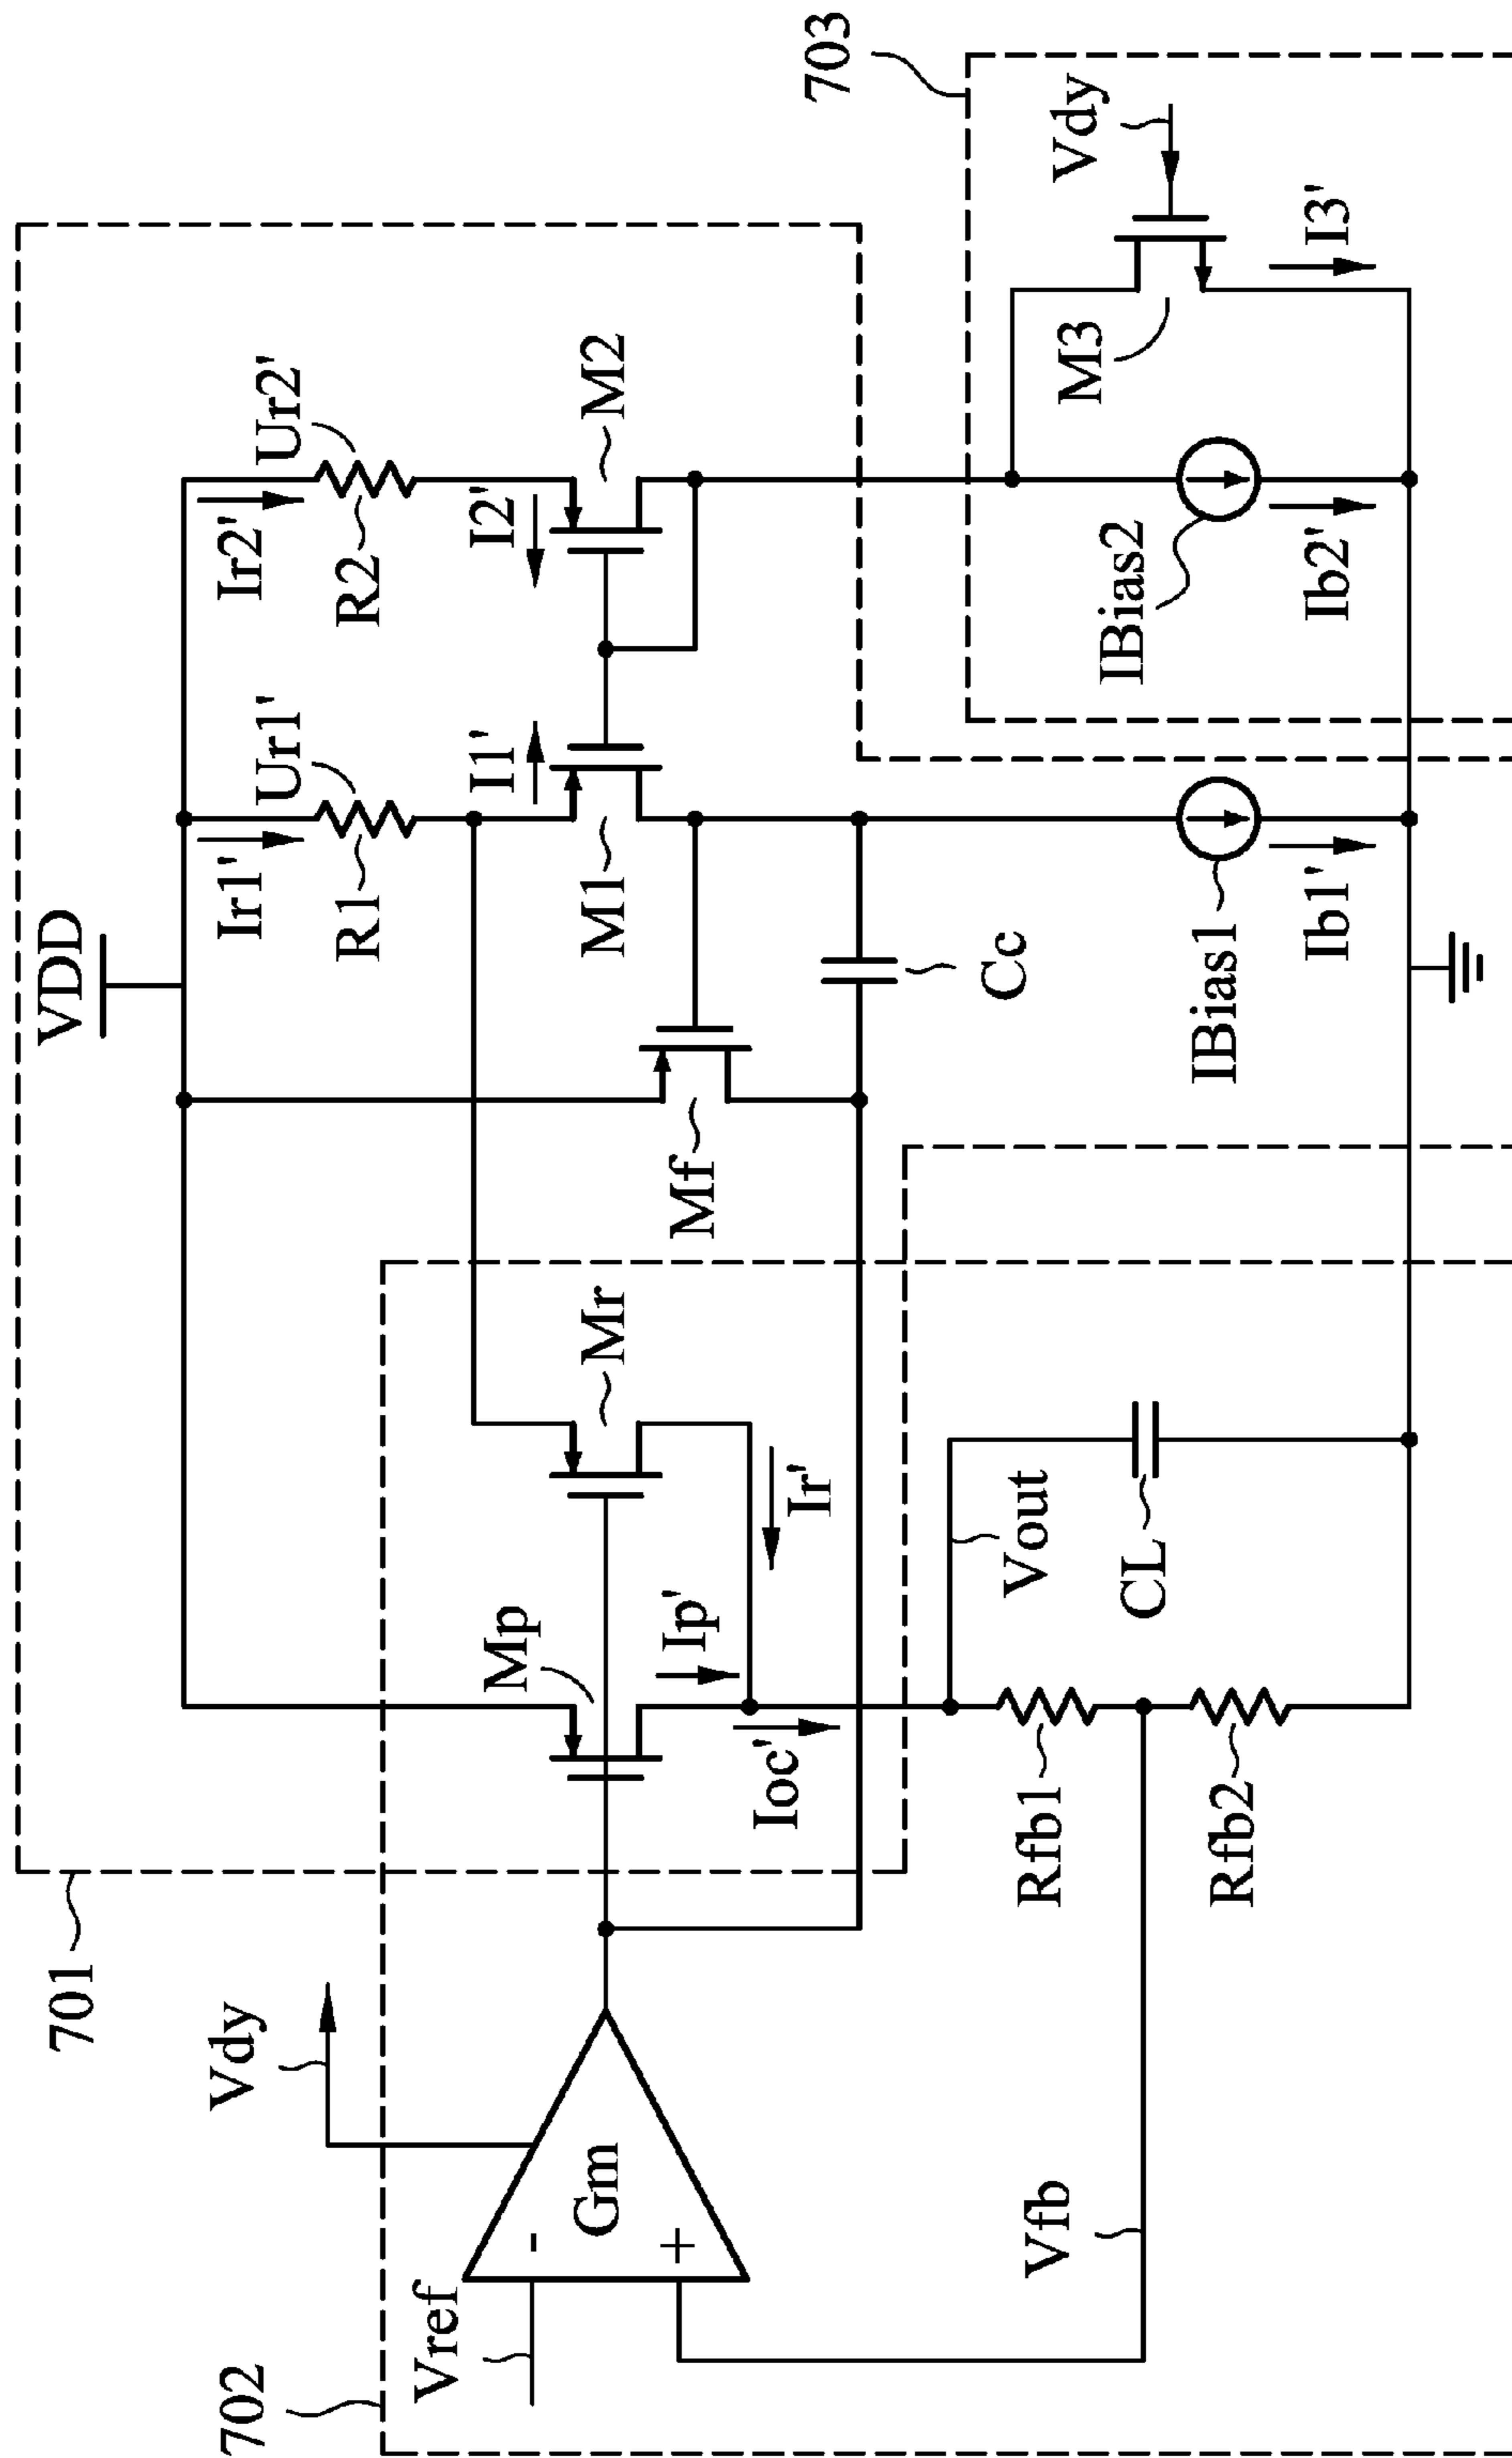 701
VDD
Vdy
Ir1'
Ur1'
R1
Ir2'
Ur2'
R2
702
Vref
-
Gm
+
Mp
Mr
I1'
I2'
M1
M2
Ip'
Mf
Ioc'
Ir'
703
Cc
Vfb
Vout
Rfb1
CL
Rfb2
M3
Vdy
IBias2
IBias1
Ib1'
Ib2'
I3'